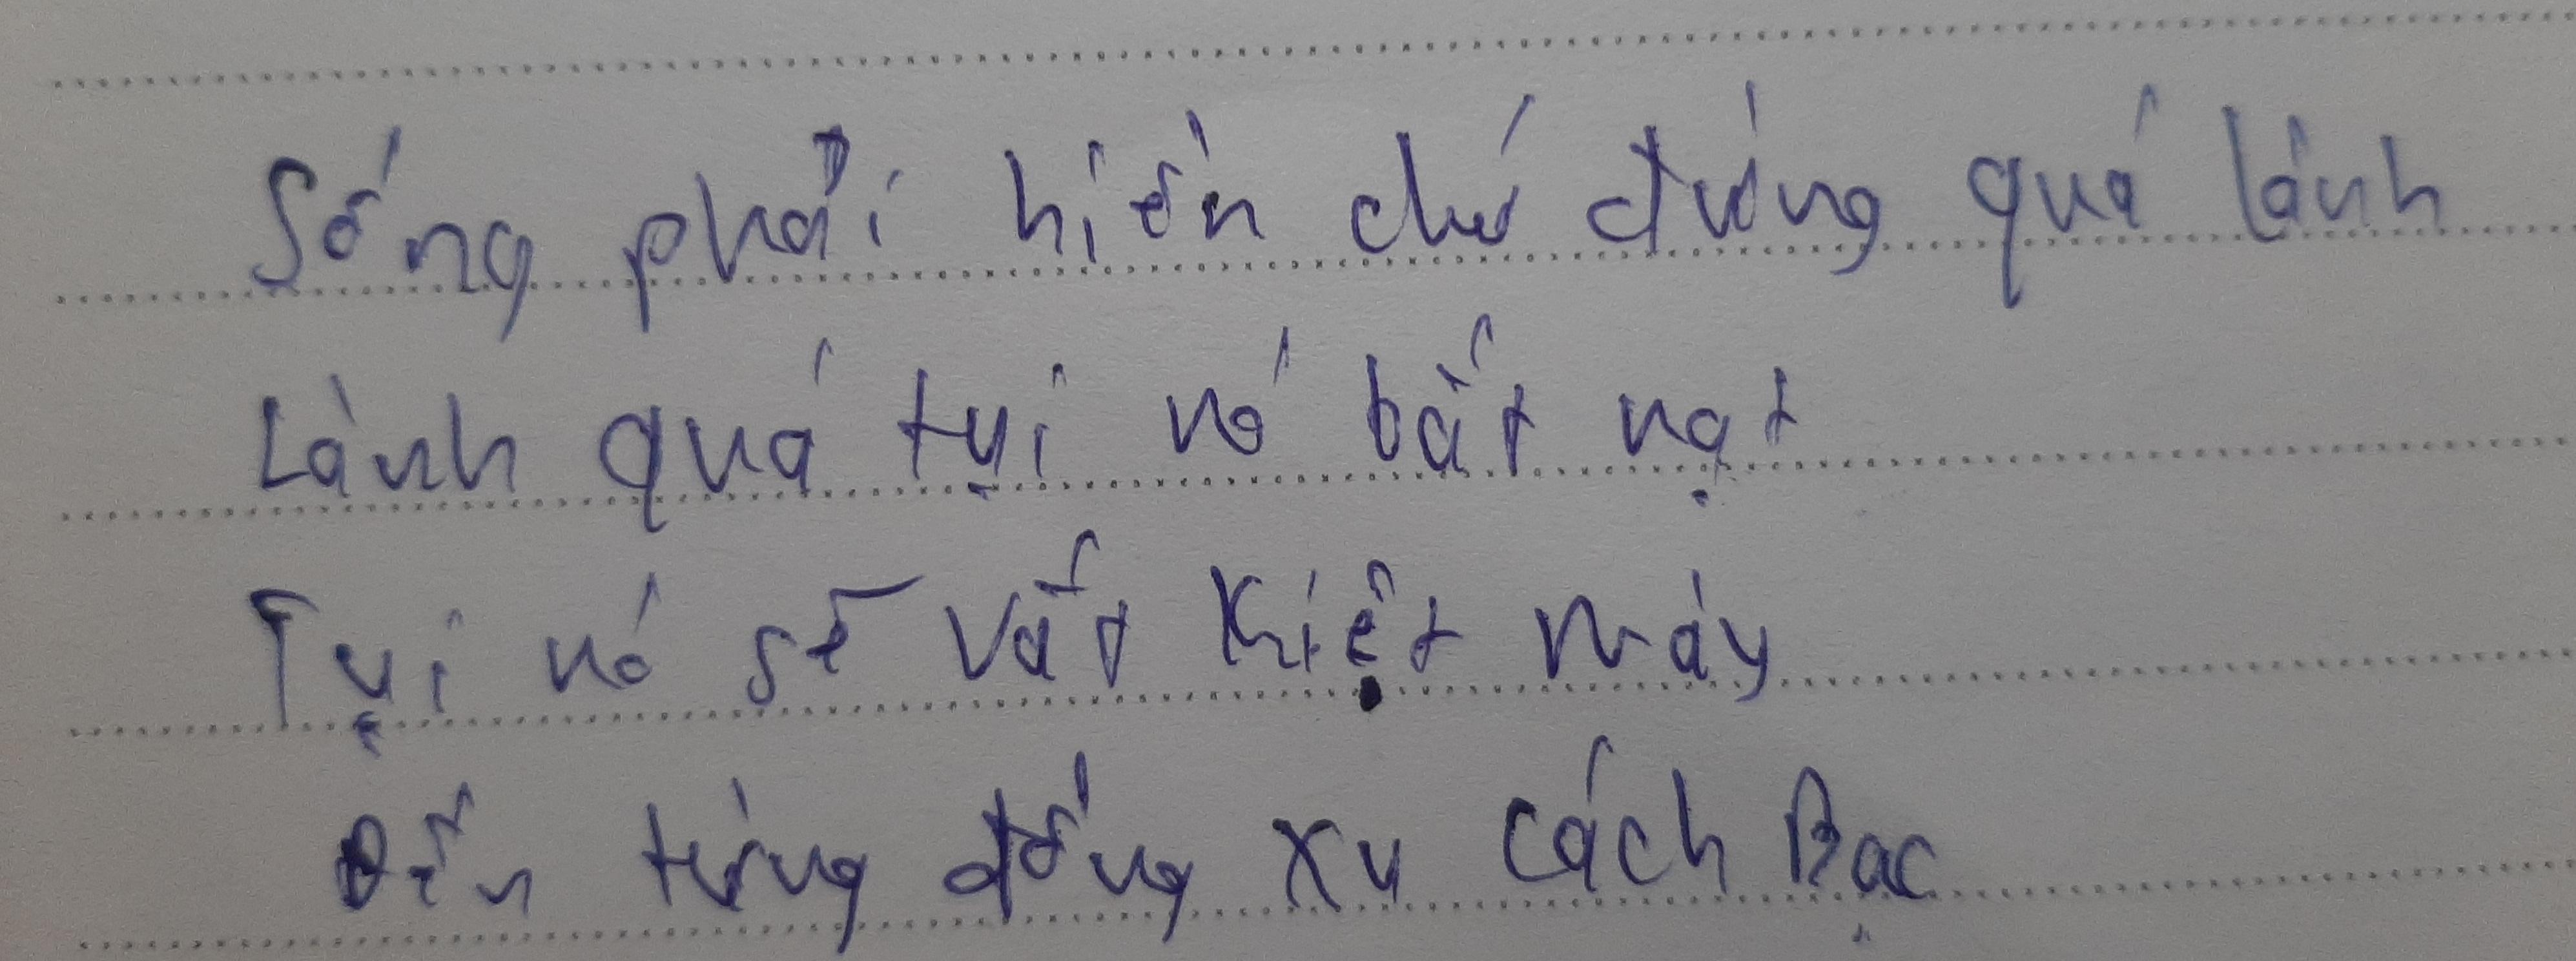 Sống phải hiền chứ đừng quá lành
Lành quá tụi nó bắt nạt
Tụi nó sẽ vắt kiệt mày
Đến từng đồng xu cách Bạc